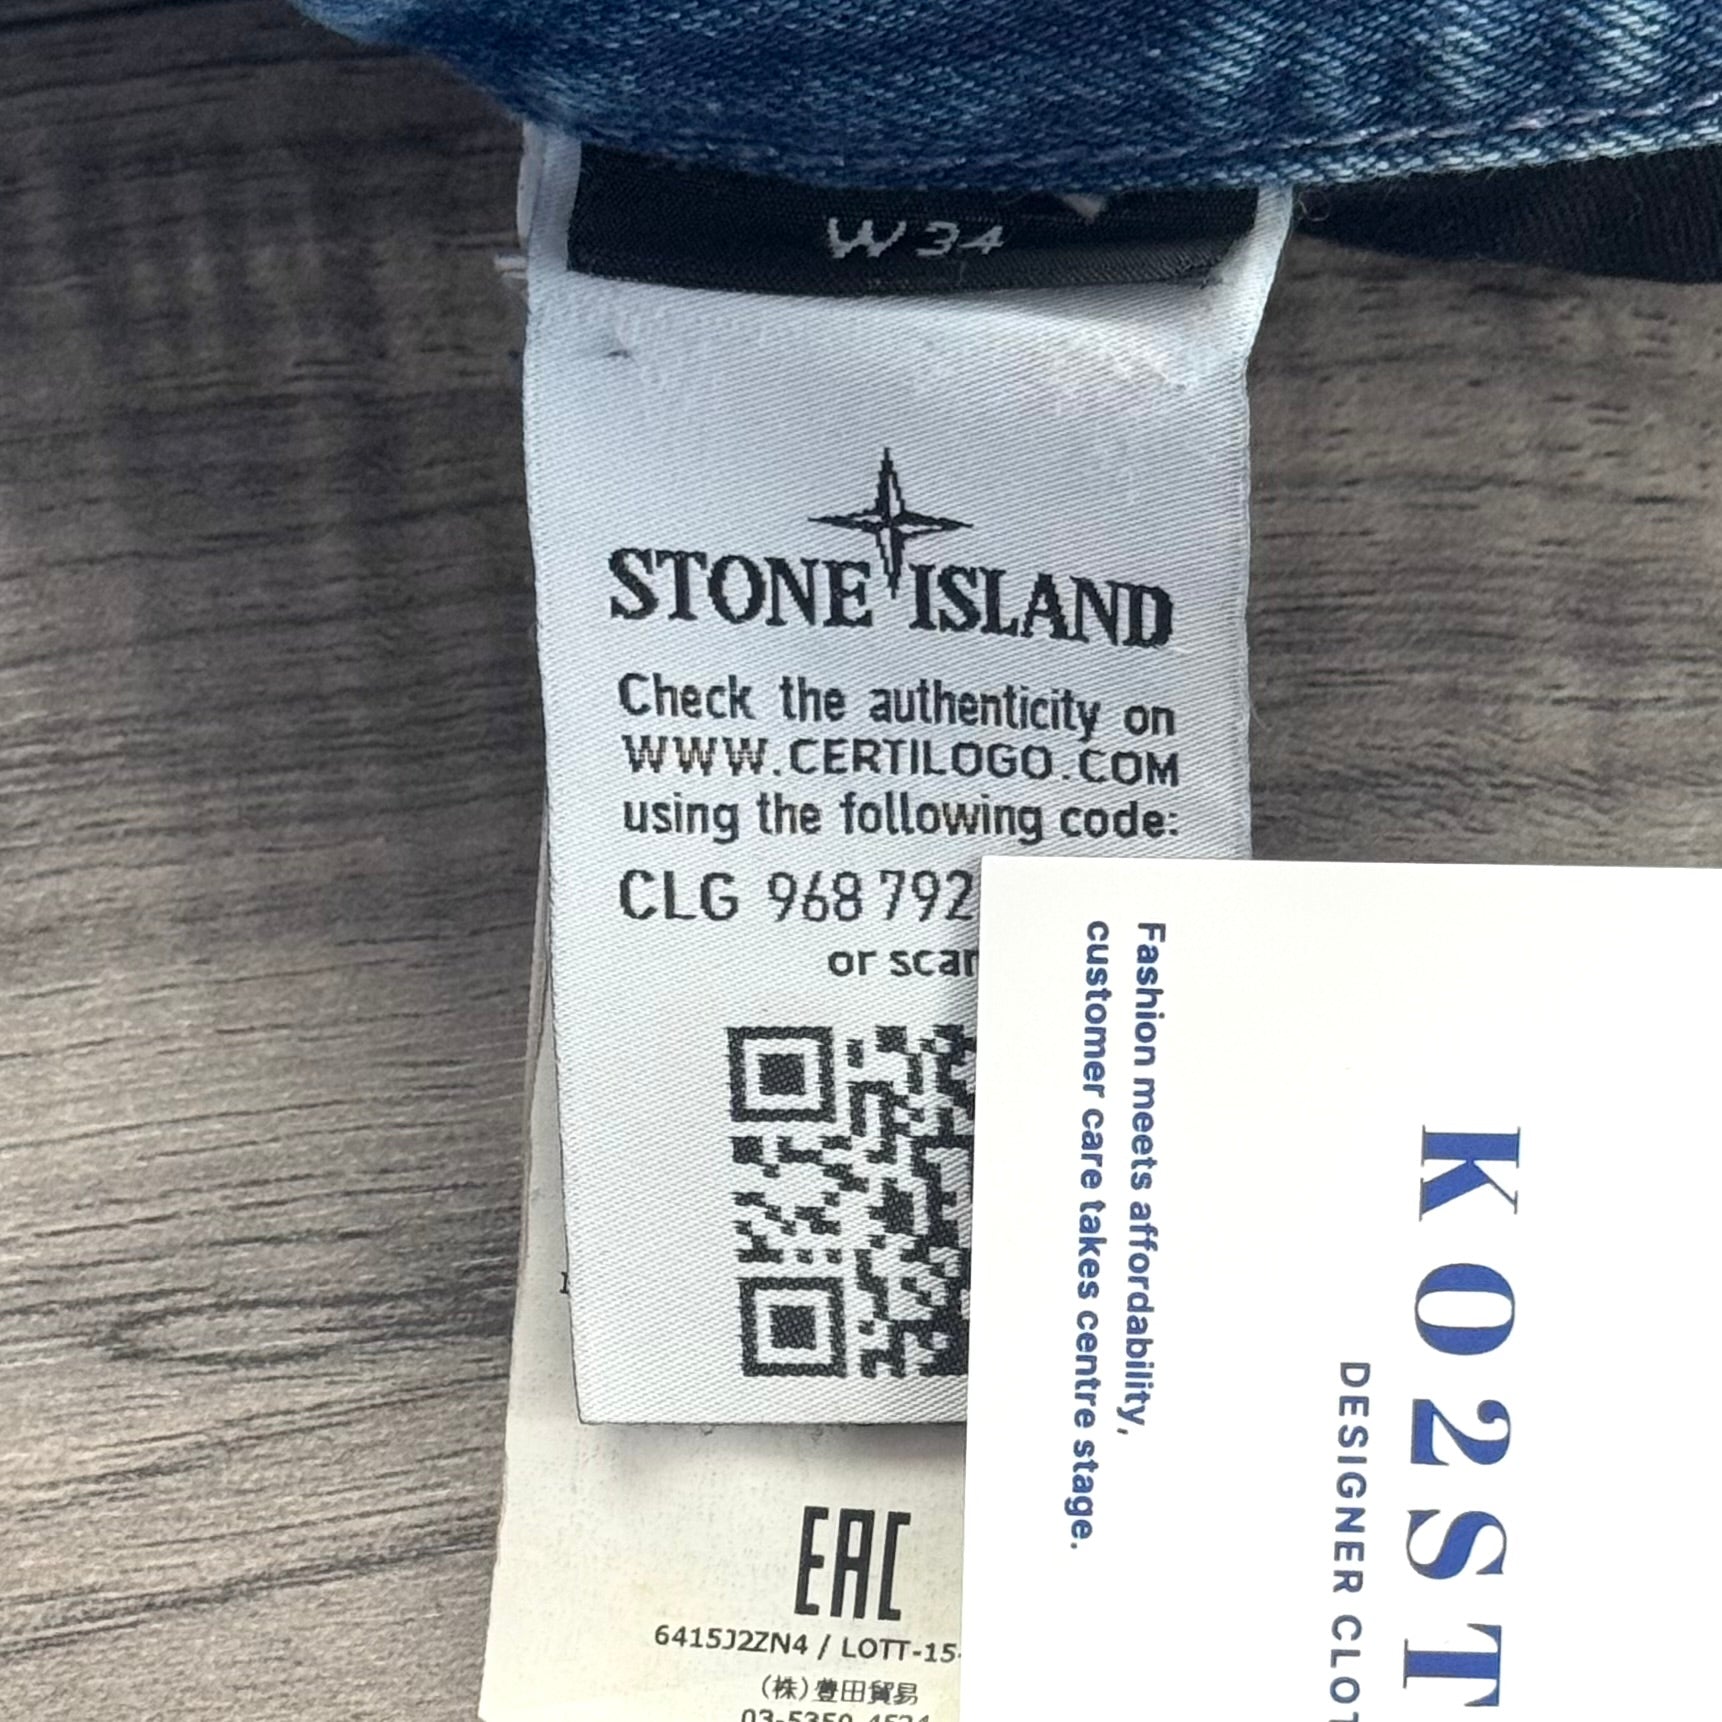 W34
STONE ISLAND
Check the authenticity on
WWW.CERTILOGO.COM
using the following code:
CLG 968 792
or scan
EAC
6415J2ZN4 / LOTT-15-
(株)豊田貿易
Fashion meets affordability,
customer care takes centre stage.
K02ST
DESIGNER CLOT